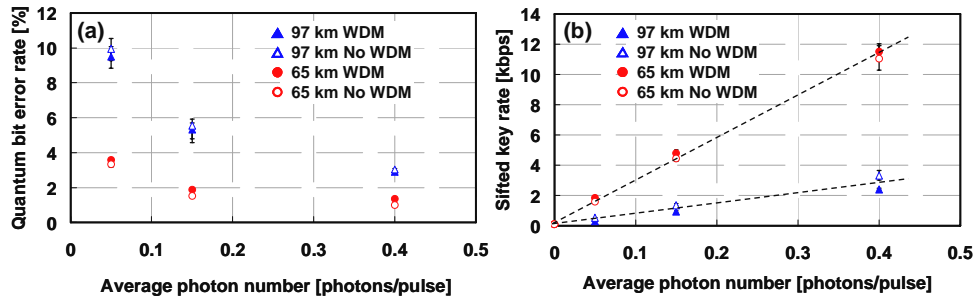 (a)
Quantum bit error rate [%]
12
10
8
6
4
2
0
97 km WDM
97 km No WDM
65 km WDM
65 km No WDM
0 0.1 0.2 0.3 0.4 0.5
Average photon number [photons/pulse]
(b)
Sifted key rate [kbps]
14
12
10
8
6
4
2
0
97 km WDM
97 km No WDM
65 km WDM
65 km No WDM
0 0.1 0.2 0.3 0.4 0.5
Average photon number [photons/pulse]